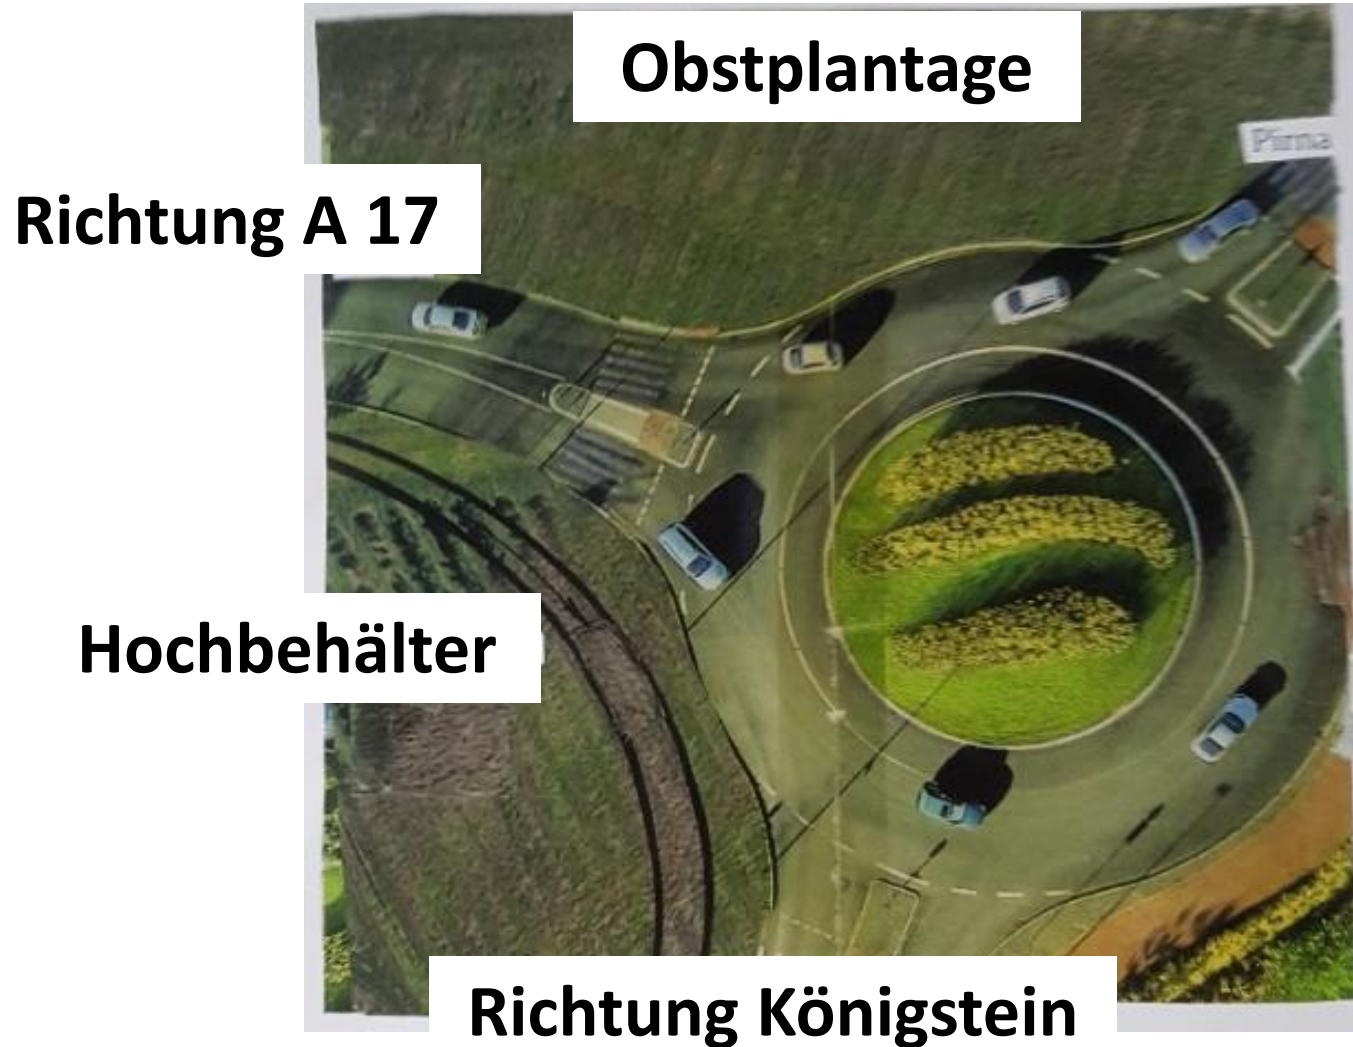 Obstplantage
Pirna
Richtung A 17
Hochbehälter
Richtung Königstein